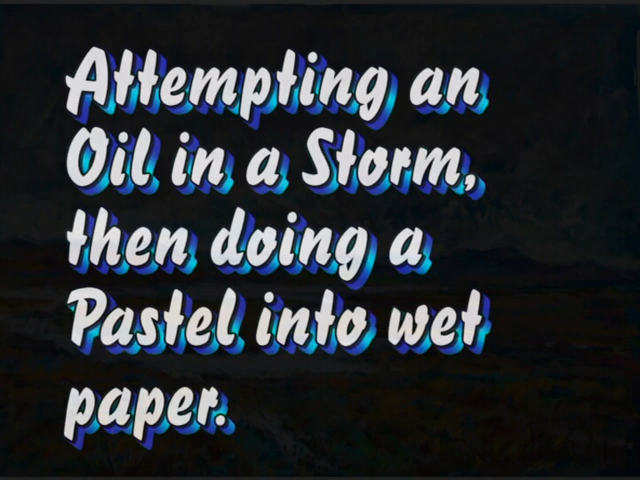 Attempting an
Oil in a Storm,
then doing a
Pastel into wet
paper.